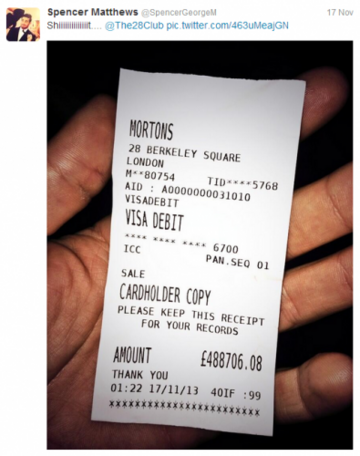 Spencer Matthews @SpencerGeorgeM 17 Nov
Shiiiiiiiiiiiiiit.... @The28Club pic.twitter.com/463uMeajGN
MORTONS
28 BERKELEY SQUARE
LONDON
M**80754 TID****5768
AID : A0000000031010
VISADEBIT
VISA DEBIT
**** **** **** 6700
ICC PAN.SEQ 01
SALE
CARDHOLDER COPY
PLEASE KEEP THIS RECEIPT
FOR YOUR RECORDS
AMOUNT £488706.08
THANK YOU
01:22 17/11/13 40IF :99
************************